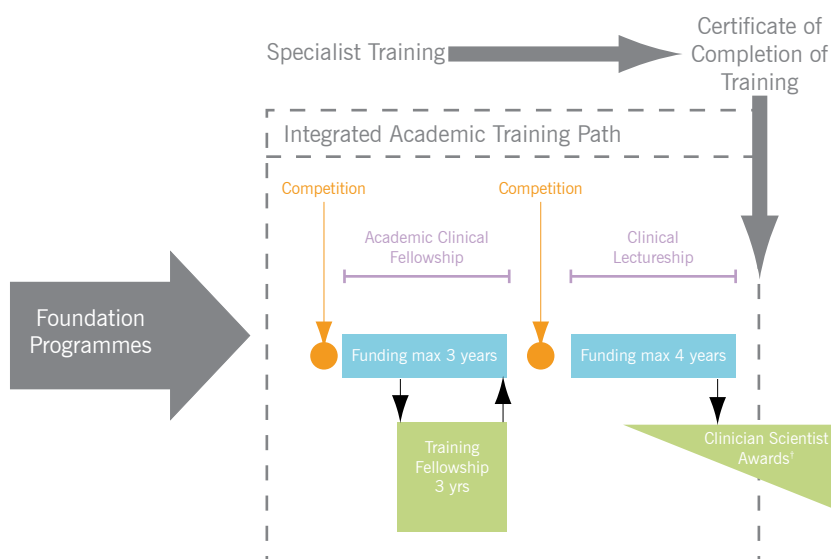 Certificate of
Completion of
Training
Specialist Training
Integrated Academic Training Path
Competition
Competition
Academic Clinical
Fellowship
Clinical
Lectureship
Foundation
Programmes
Funding max 3 years
Funding max 4 years
Training
Fellowship
3 yrs
Clinician Scientist
Awards†